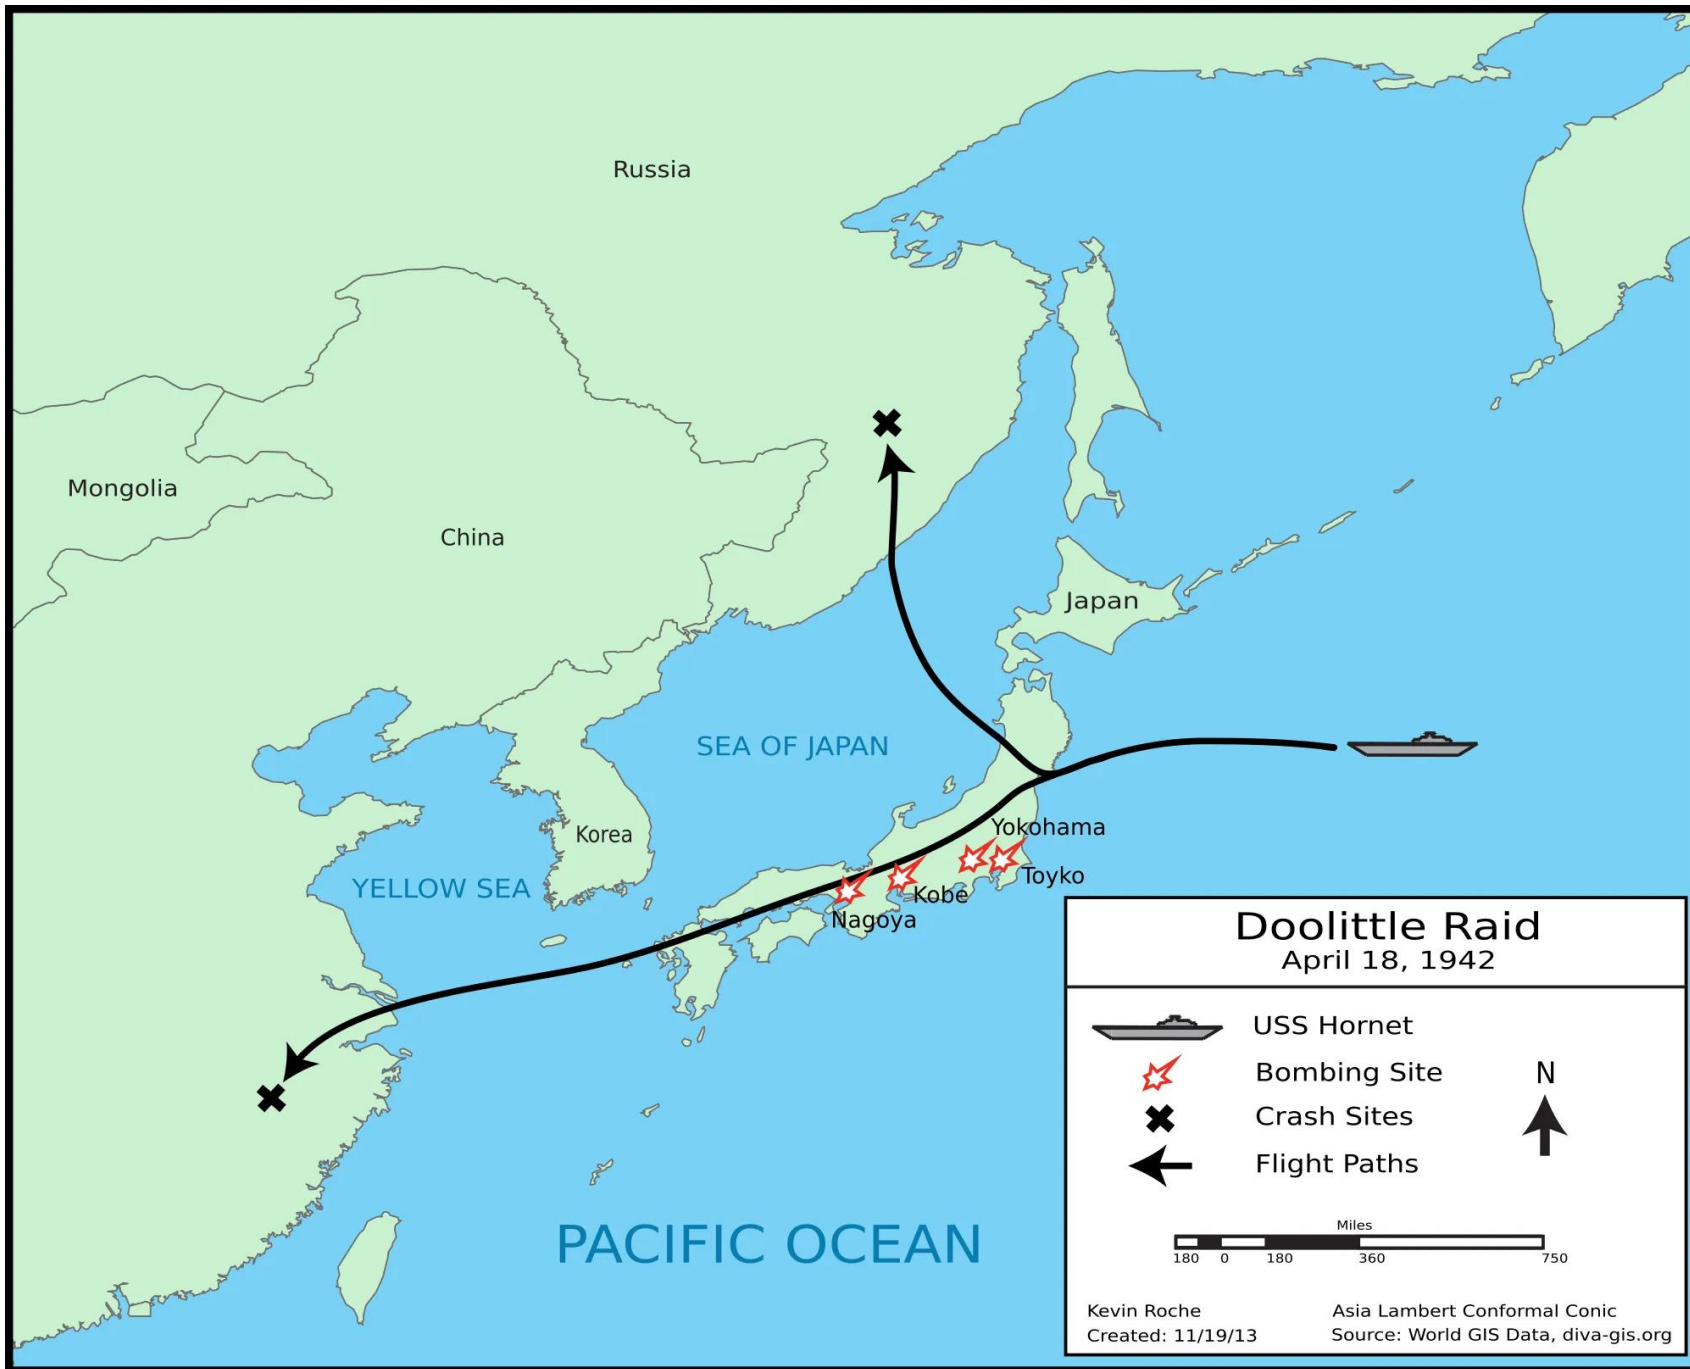 Russia
Mongolia
China
Japan
SEA OF JAPAN
Korea
Yokohama
YELLOW SEA
Toyko
Kobe
Nagoya
PACIFIC OCEAN
Doolittle Raid
April 18, 1942
USS Hornet
Bombing Site
N
Crash Sites
Flight Paths
Miles
180 0 180 360 750
Kevin Roche
Created: 11/19/13
Asia Lambert Conformal Conic
Source: World GIS Data, diva-gis.org